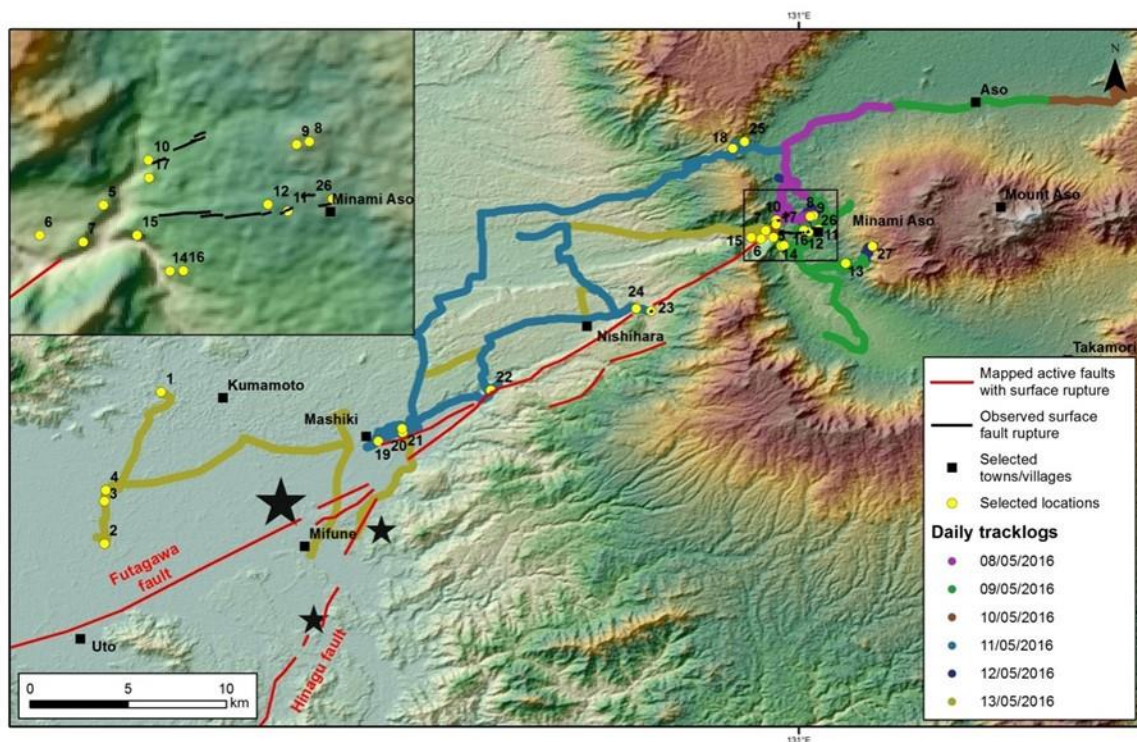 131°E
N
9 8
10
17
5
12 11 26
Minami Aso
6
7
15
14 16
Aso
18 25
Mount Aso
10 17 8 9
26
Minami Aso
7
15 16 11
6 12
14
13 27
24 23
Nishihara
Takamori
1
Kumamoto
22
Mashiki
21
20
19
4
3
2
Mifune
Futagawa
fault
Hinagu fault
Uto
0 5 10
km
Mapped active faults
with surface rupture
Observed surface
fault rupture
Selected
towns/villages
Selected locations
Daily tracklogs
08/05/2016
09/05/2016
10/05/2016
11/05/2016
12/05/2016
13/05/2016
131°E